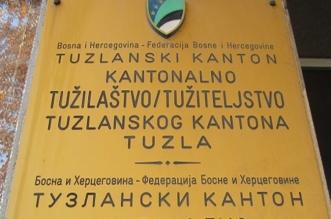 Bosna i Hercegovina - Federacija Bosne i Hercegovine
TUZLANSKI KANTON
KANTONALNO
TUŽILAŠTVO/TUŽITELJSTVO
TUZLANSKOG KANTONA
TUZLA
Босна и Херцеговина - Федерација Босне и Херцеговине
ТУЗЛАНСКИ КАНТОН